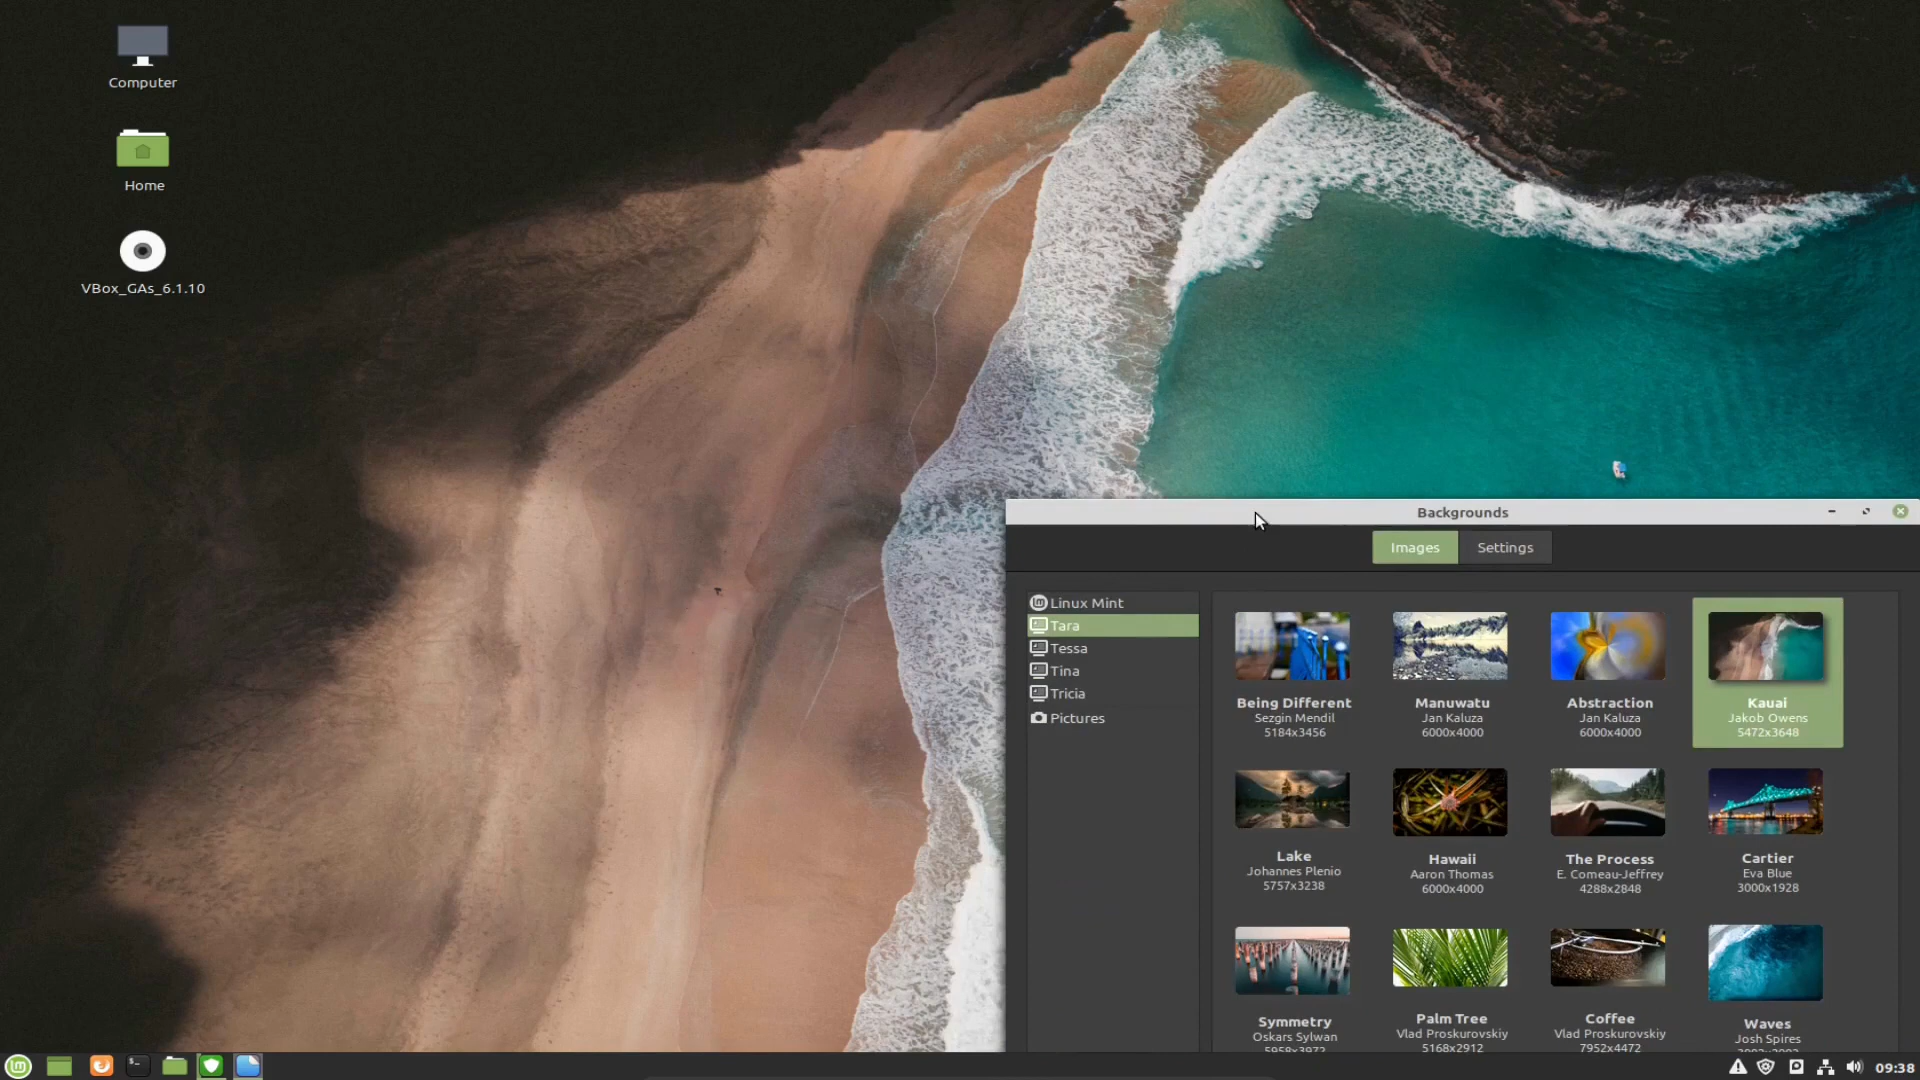 Computer
Home
VBox_GAs_6.1.10
Backgrounds
Images
Settings
Linux Mint
Tara
Tessa
Tina
Tricia
Pictures
Being Different
Sezgin Mendil
5184x3456
Manuwatu
Jan Kaluza
6000x4000
Abstraction
Jan Kaluza
6000x4000
Kauai
Jakob Owens
5472x3648
Lake
Johannes Plenio
5757x3238
Hawaii
Aaron Thomas
6000x4000
The Process
E. Comeau-Jeffrey
4288x2848
Cartier
Eva Blue
3000x1928
Symmetry
Oskars Sylwan
5958x3972
Palm Tree
Vlad Proskurovskiy
5168x2912
Coffee
Vlad Proskurovskiy
7952x4472
Waves
Josh Spires
09:38